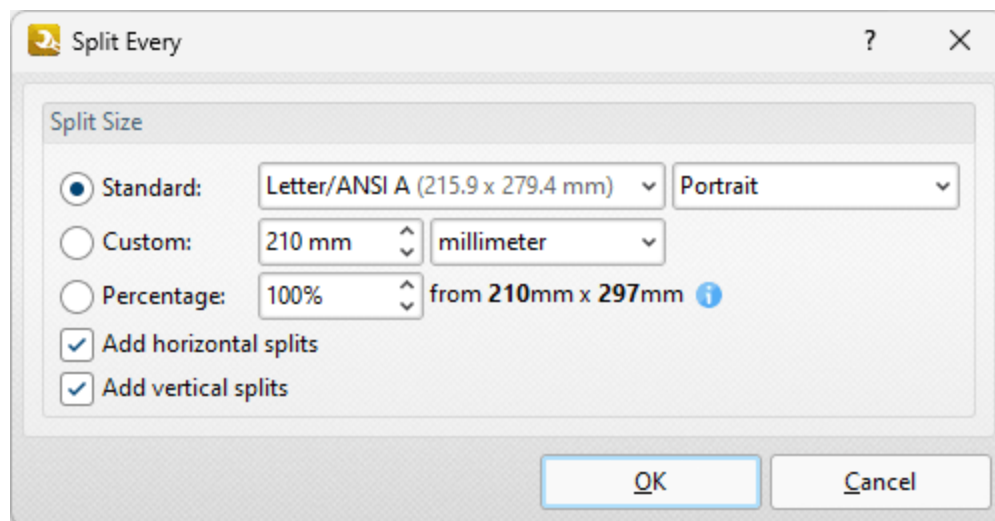 Split Every ?
Split Size
Standard: Letter/ANSI A (215.9 x 279.4 mm) Portrait
Custom: 210 mm millimeter
Percentage: 100% from 210mm x 297mm i
Add horizontal splits
Add vertical splits
OK Cancel